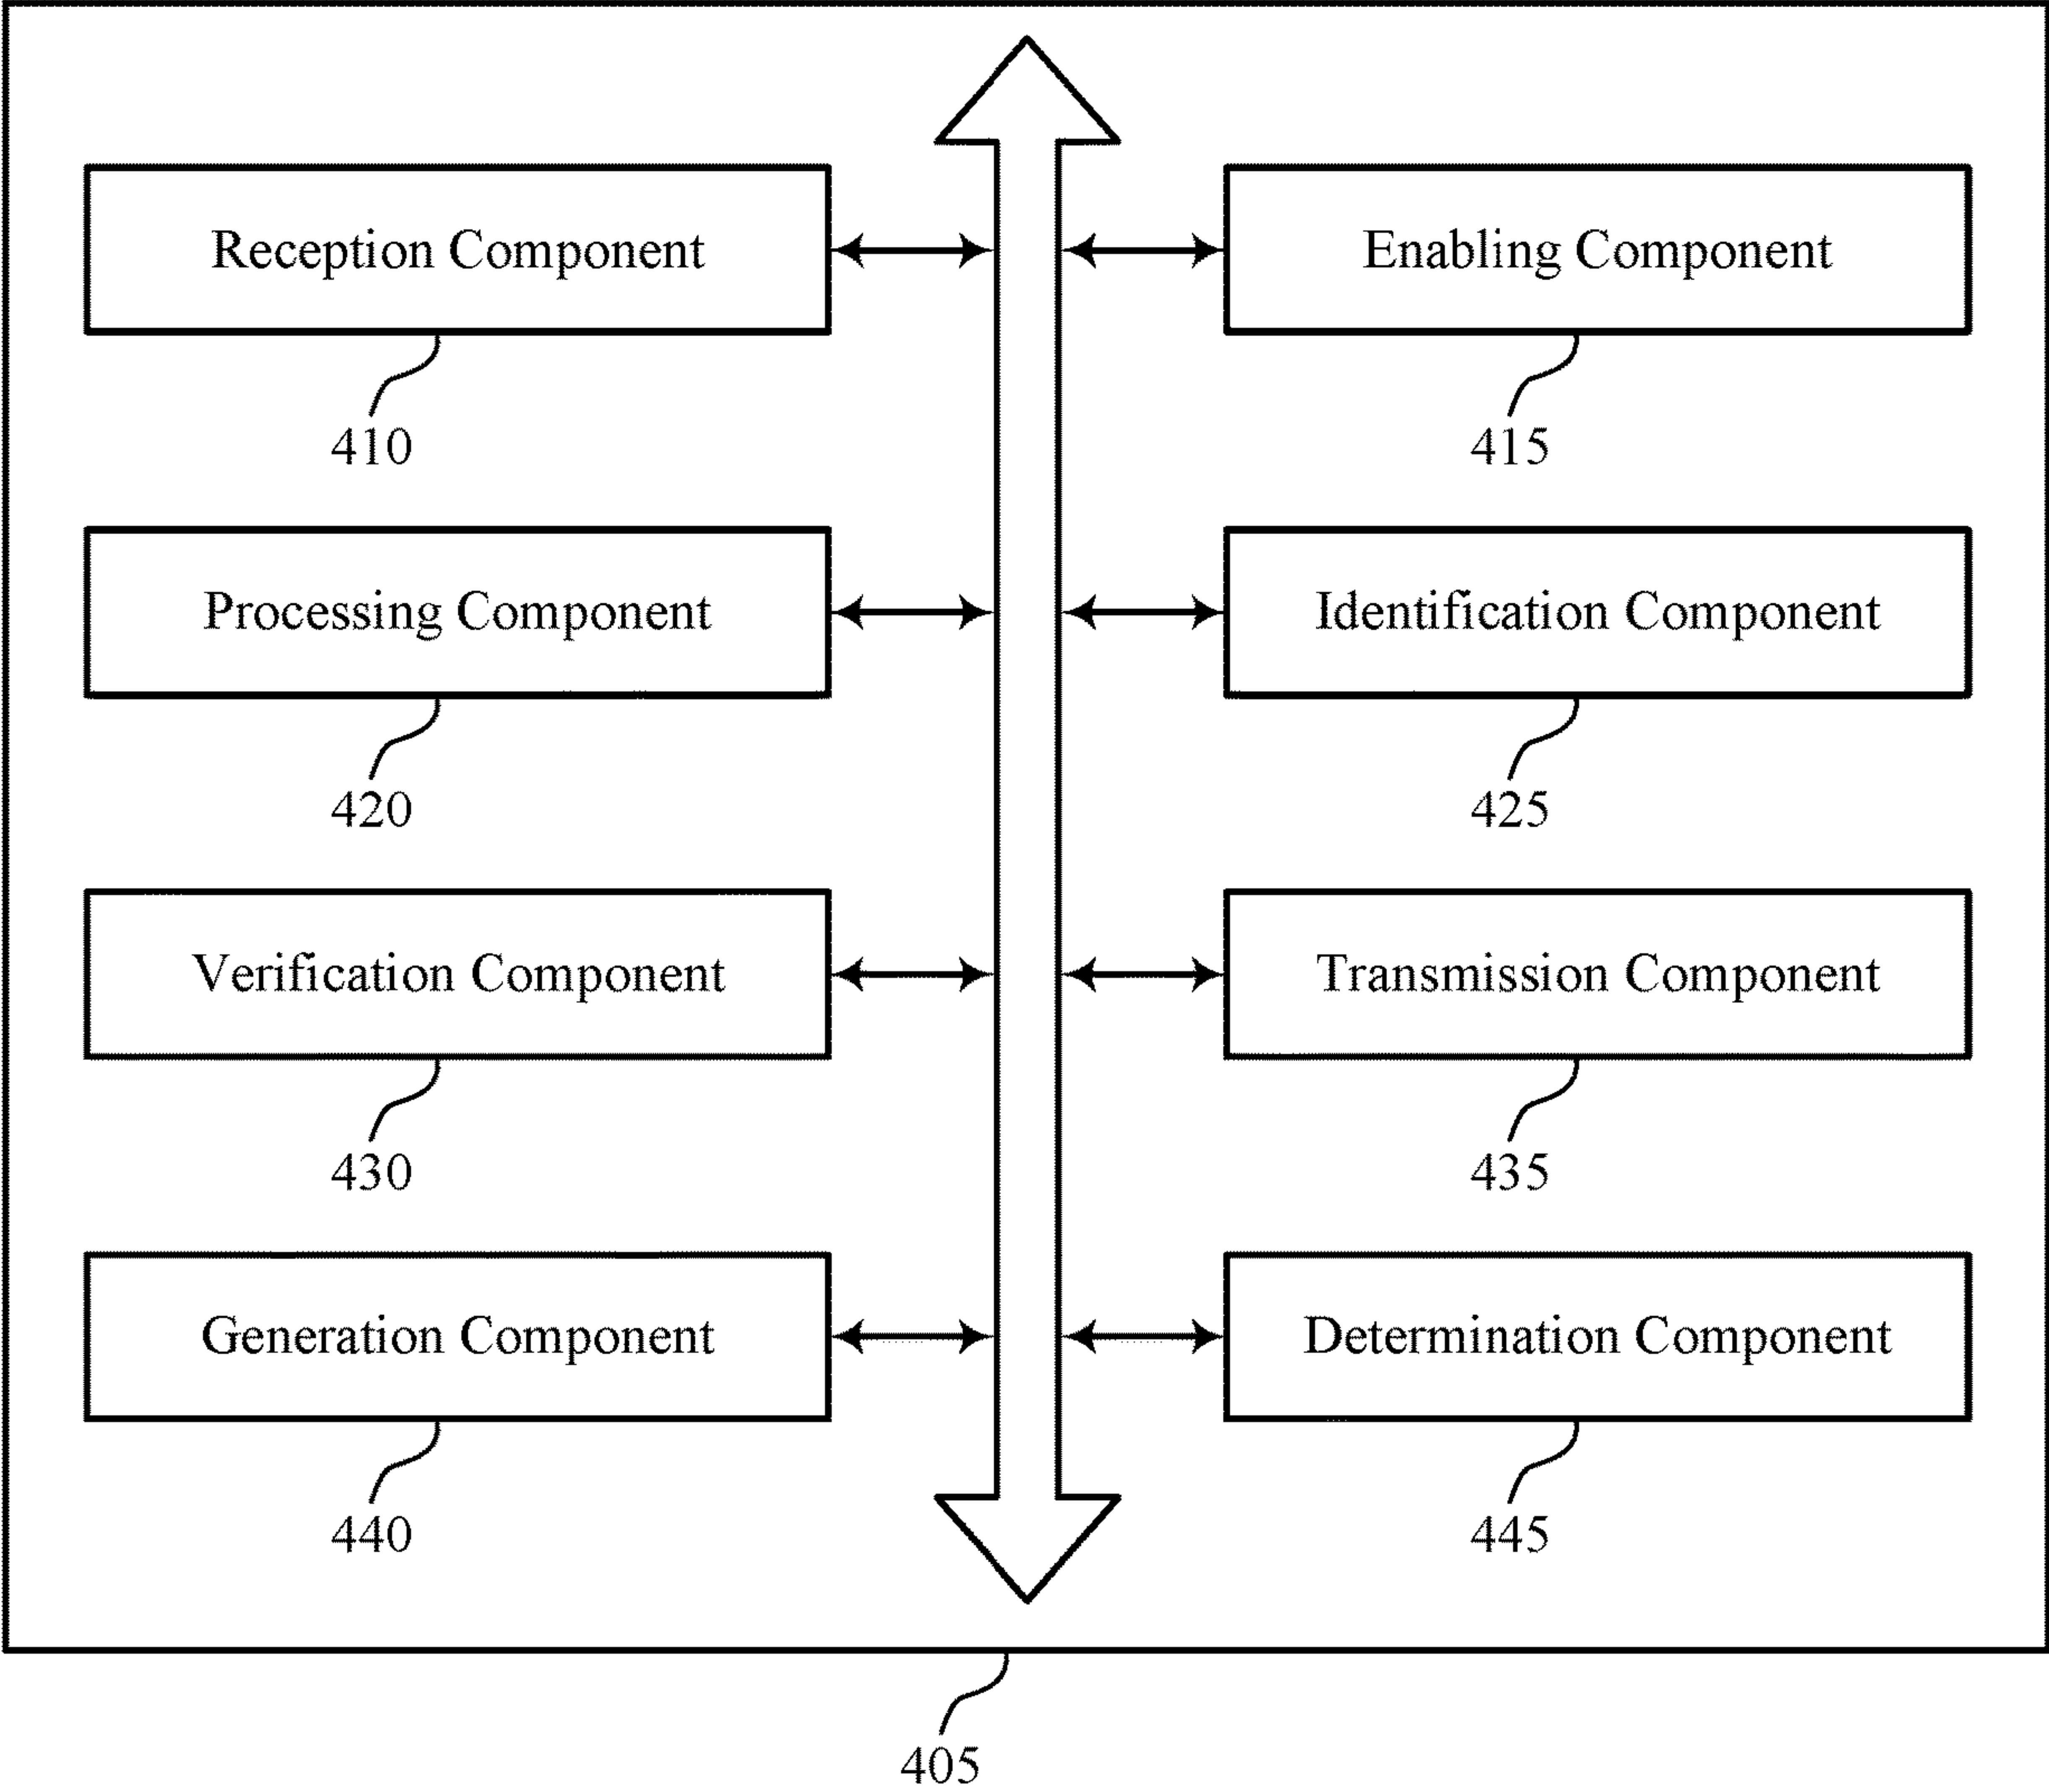 Reception Component
Enabling Component
410
415
Processing Component
Identification Component
420
425
Verification Component
Transmission Component
430
435
Generation Component
Determination Component
440
445
405